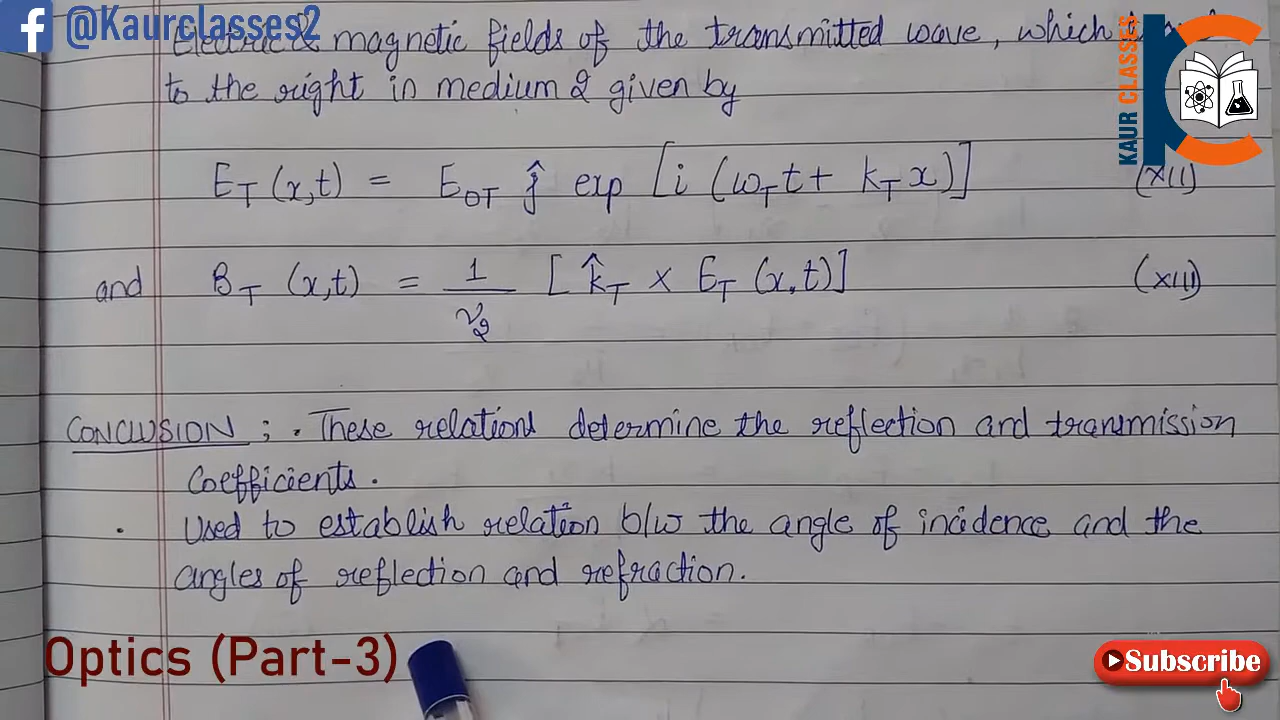 @Kaurclasses2
Electric & magnetic fields of the transmitted wave, which
to the right in medium 2 given by
KAUR CLASSES
E_T (x,t) = E_OT ĵ exp [i (ω_T t + k_T x)] (XII)
and B_T (x,t) = 1/v_2 [k̂_T × E_T (x,t)] (XIII)
CONCLUSION ; . These relations determine the reflection and transmission
Coefficients.
. Used to establish relation b/w the angle of incidence and the
angles of reflection and refraction.
Optics (Part-3)
Subscribe